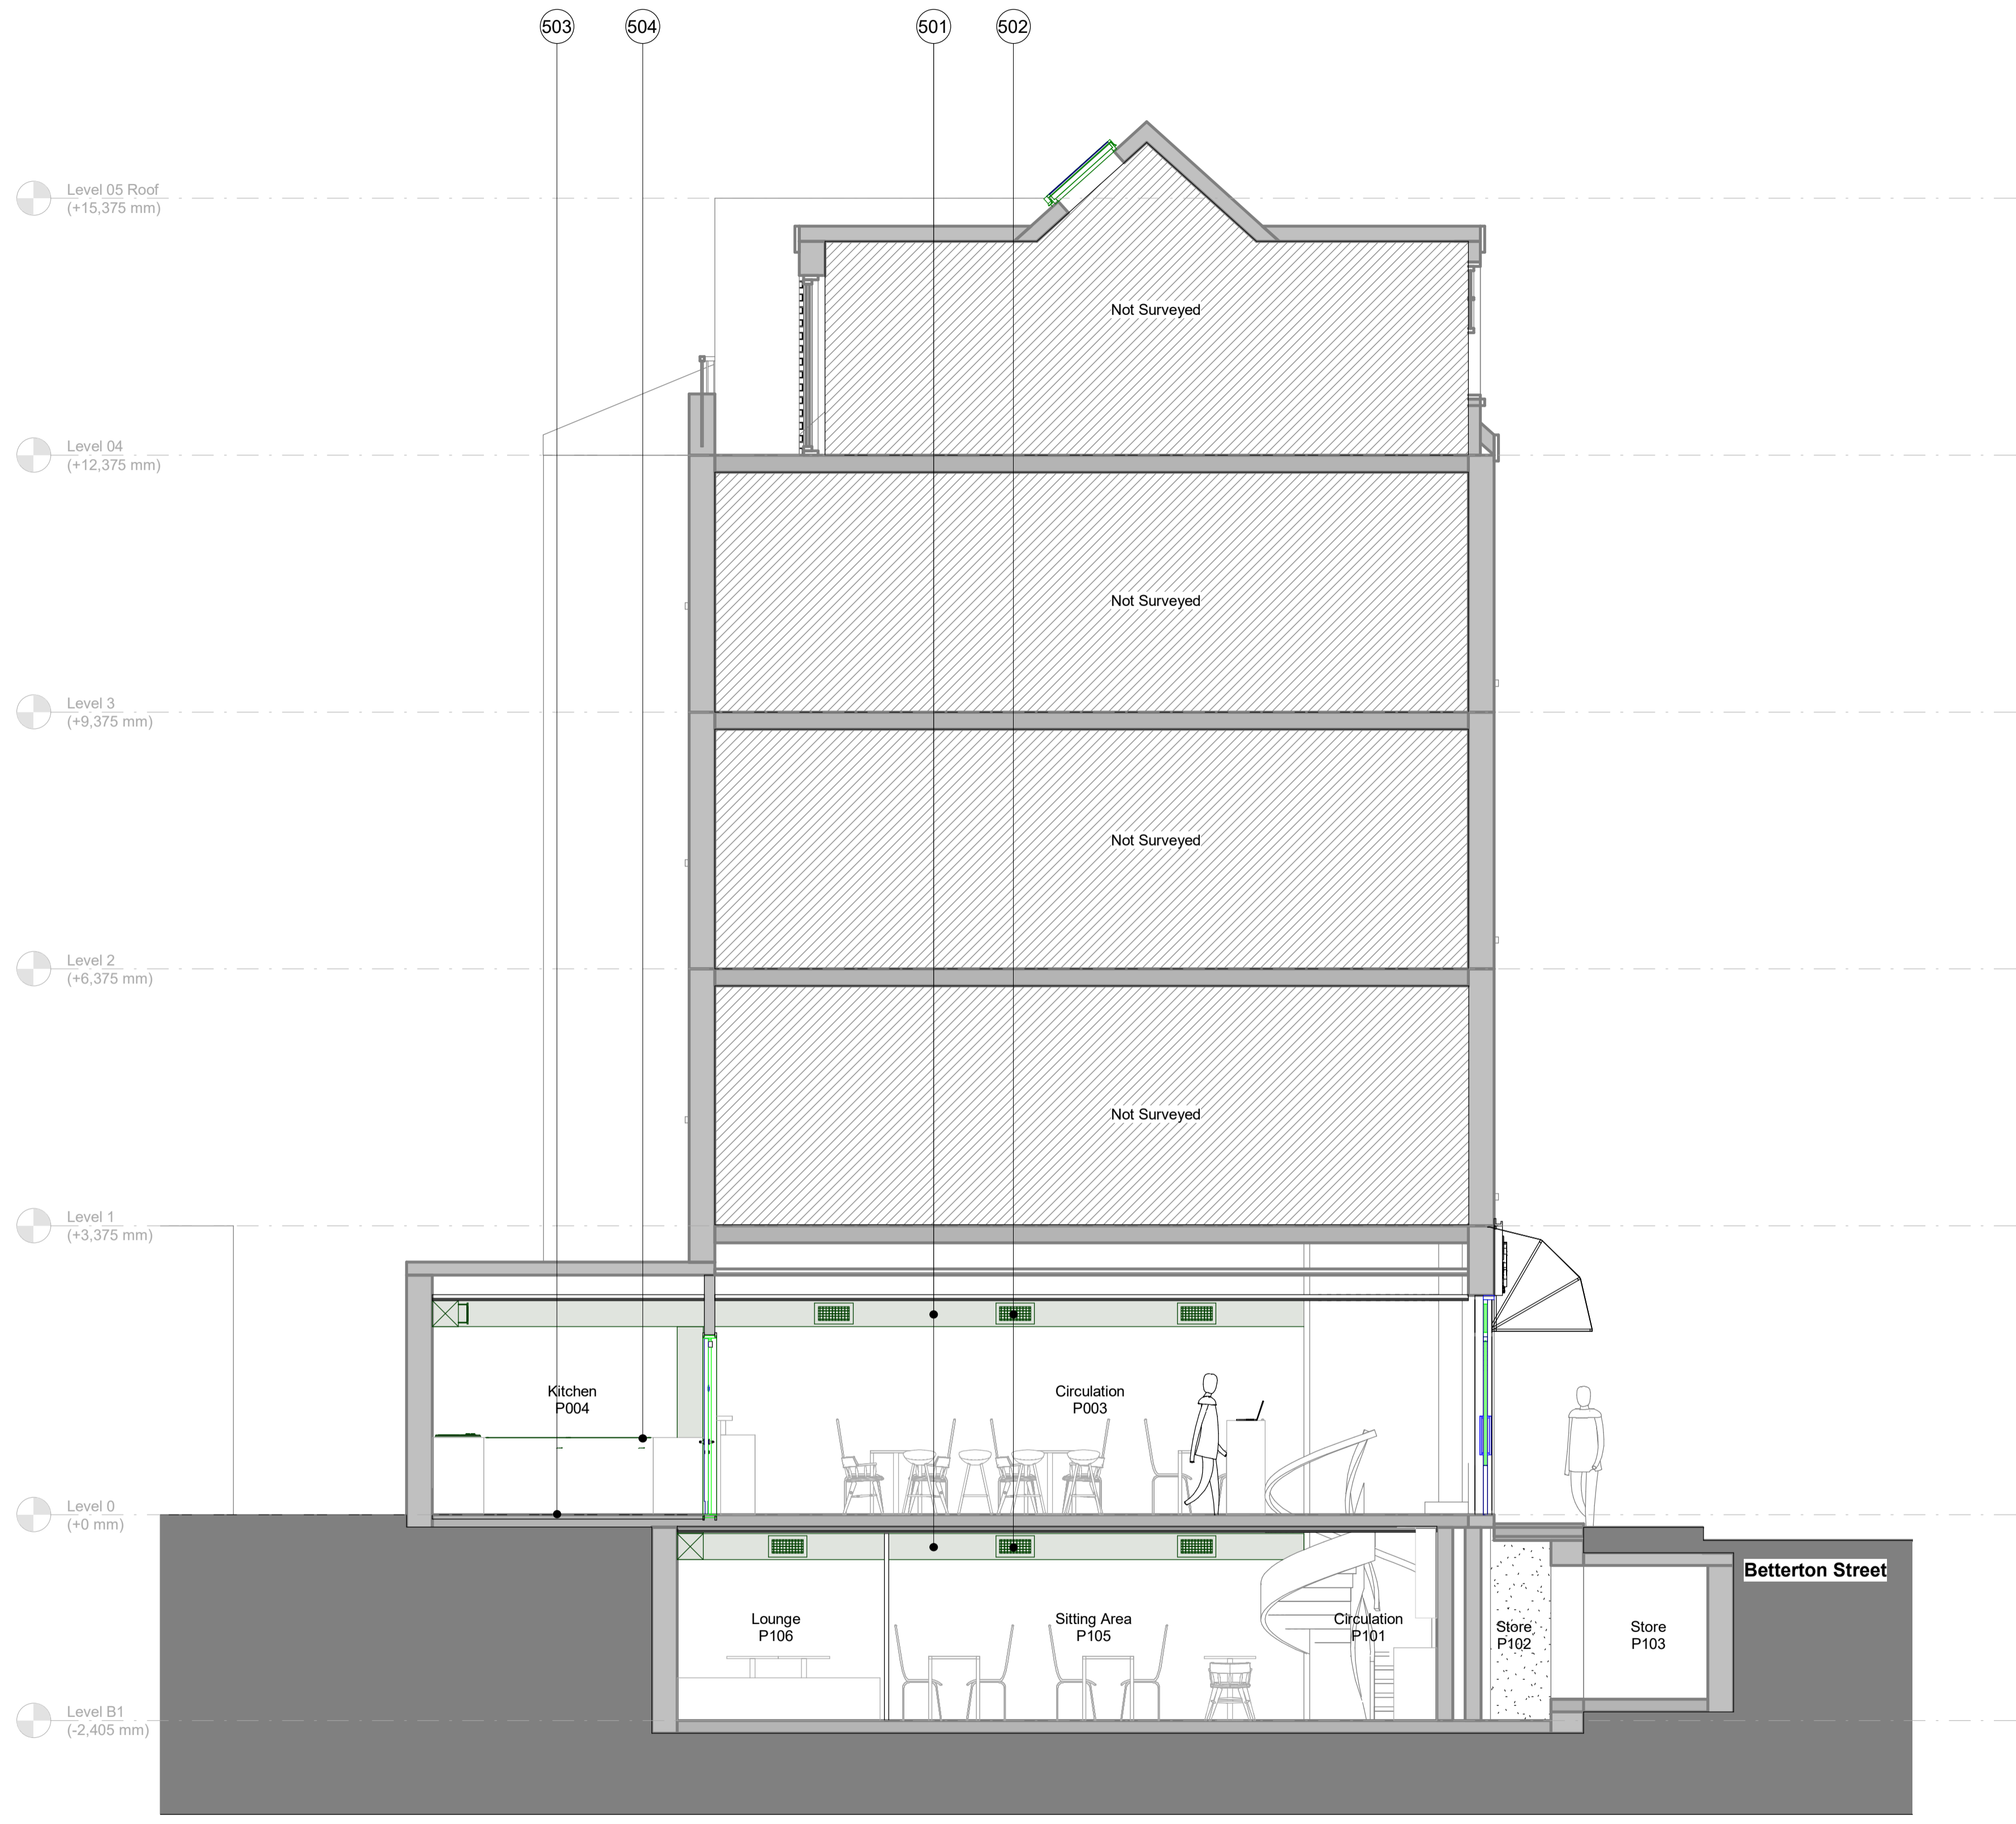 503 504 501 502
Level 05 Roof
(+15,375 mm)
Not Surveyed
Level 04
(+12,375 mm)
Not Surveyed
Level 3
(+9,375 mm)
Not Surveyed
Level 2
(+6,375 mm)
Not Surveyed
Level 1
(+3,375 mm)
Kitchen
P004
Circulation
P003
Level 0
(+0 mm)
Betterton Street
Lounge
P106
Sitting Area
P105
Circulation
P101
Store
P102
Store
P103
Level B1
(-2,405 mm)